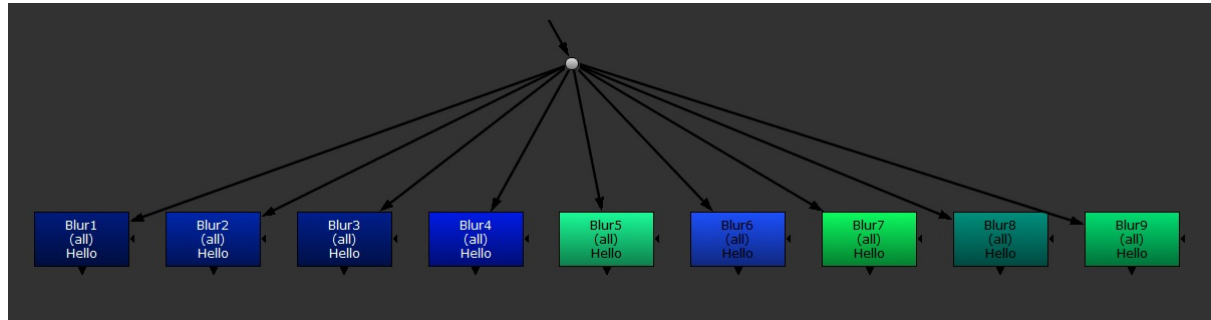 Blur1
(all)
Hello
Blur2
(all)
Hello
Blur3
(all)
Hello
Blur4
(all)
Hello
Blur5
(all)
Hello
Blur6
(all)
Hello
Blur7
(all)
Hello
Blur8
(all)
Hello
Blur9
(all)
Hello